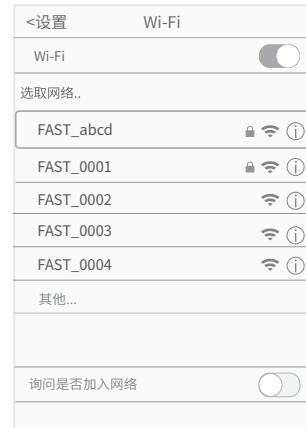 <设置 Wi-Fi
Wi-Fi
选取网络..
FAST_abcd
FAST_0001
FAST_0002
FAST_0003
FAST_0004
其他...
询问是否加入网络